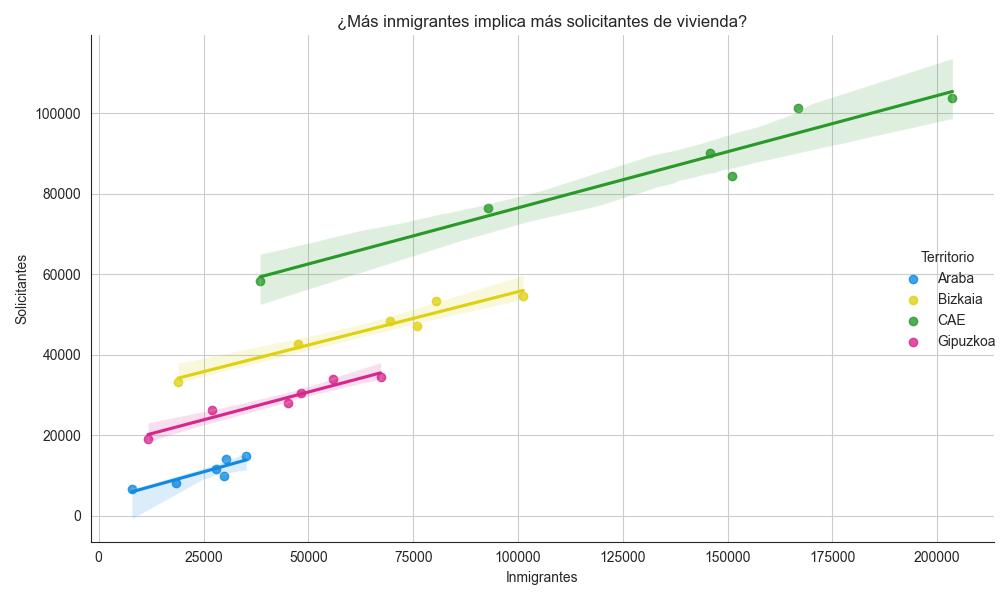 ¿Más inmigrantes implica más solicitantes de vivienda?
Solicitantes
100000
80000
60000
40000
20000
0
0 25000 50000 75000 100000 125000 150000 175000 200000
Inmigrantes
Territorio
Araba
Bizkaia
CAE
Gipuzkoa